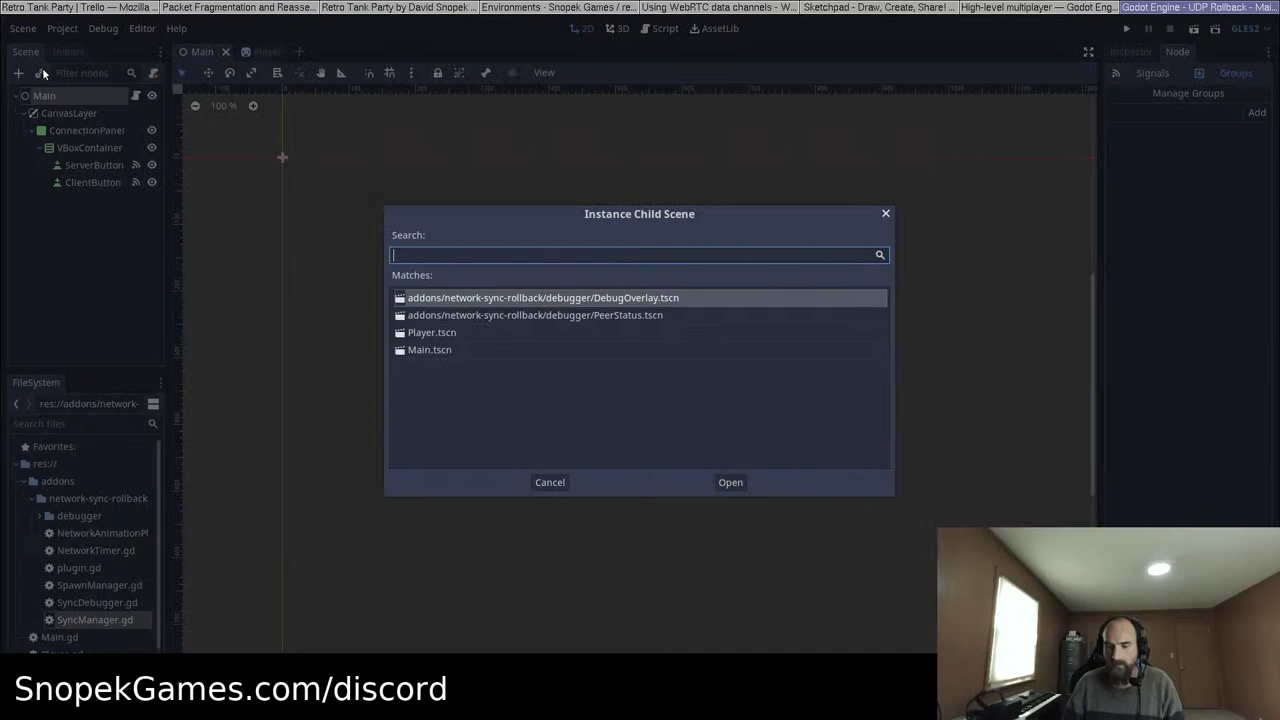 Retro Tank Party | Trello — Mozilla ...
Packet Fragmentation and Reasse...
Retro Tank Party by David Snopek ...
Environments · Snopek Games / re...
Using WebRTC data channels - W...
Sketchpad - Draw, Create, Share! ...
High-level multiplayer — Godot Eng...
Godot Engine - UDP Rollback - Mai...
Scene Project Debug Editor Help
2D 3D Script AssetLib
GLES2
Scene Import
Main
Player
Inspector Node
Filter nodes
View
Signals Groups
Manage Groups
Add
100 %
Main
CanvasLayer
ConnectionPanel
VBoxContainer
ServerButton
ClientButton
Instance Child Scene
Search:
Matches:
addons/network-sync-rollback/debugger/DebugOverlay.tscn
addons/network-sync-rollback/debugger/PeerStatus.tscn
Player.tscn
Main.tscn
Cancel
Open
FileSystem
res://addons/network-
Search files
Favorites:
res://
addons
network-sync-rollback
debugger
NetworkAnimationPl
NetworkTimer.gd
plugin.gd
SpawnManager.gd
SyncDebugger.gd
SyncManager.gd
Main.gd
SnopekGames.com/discord